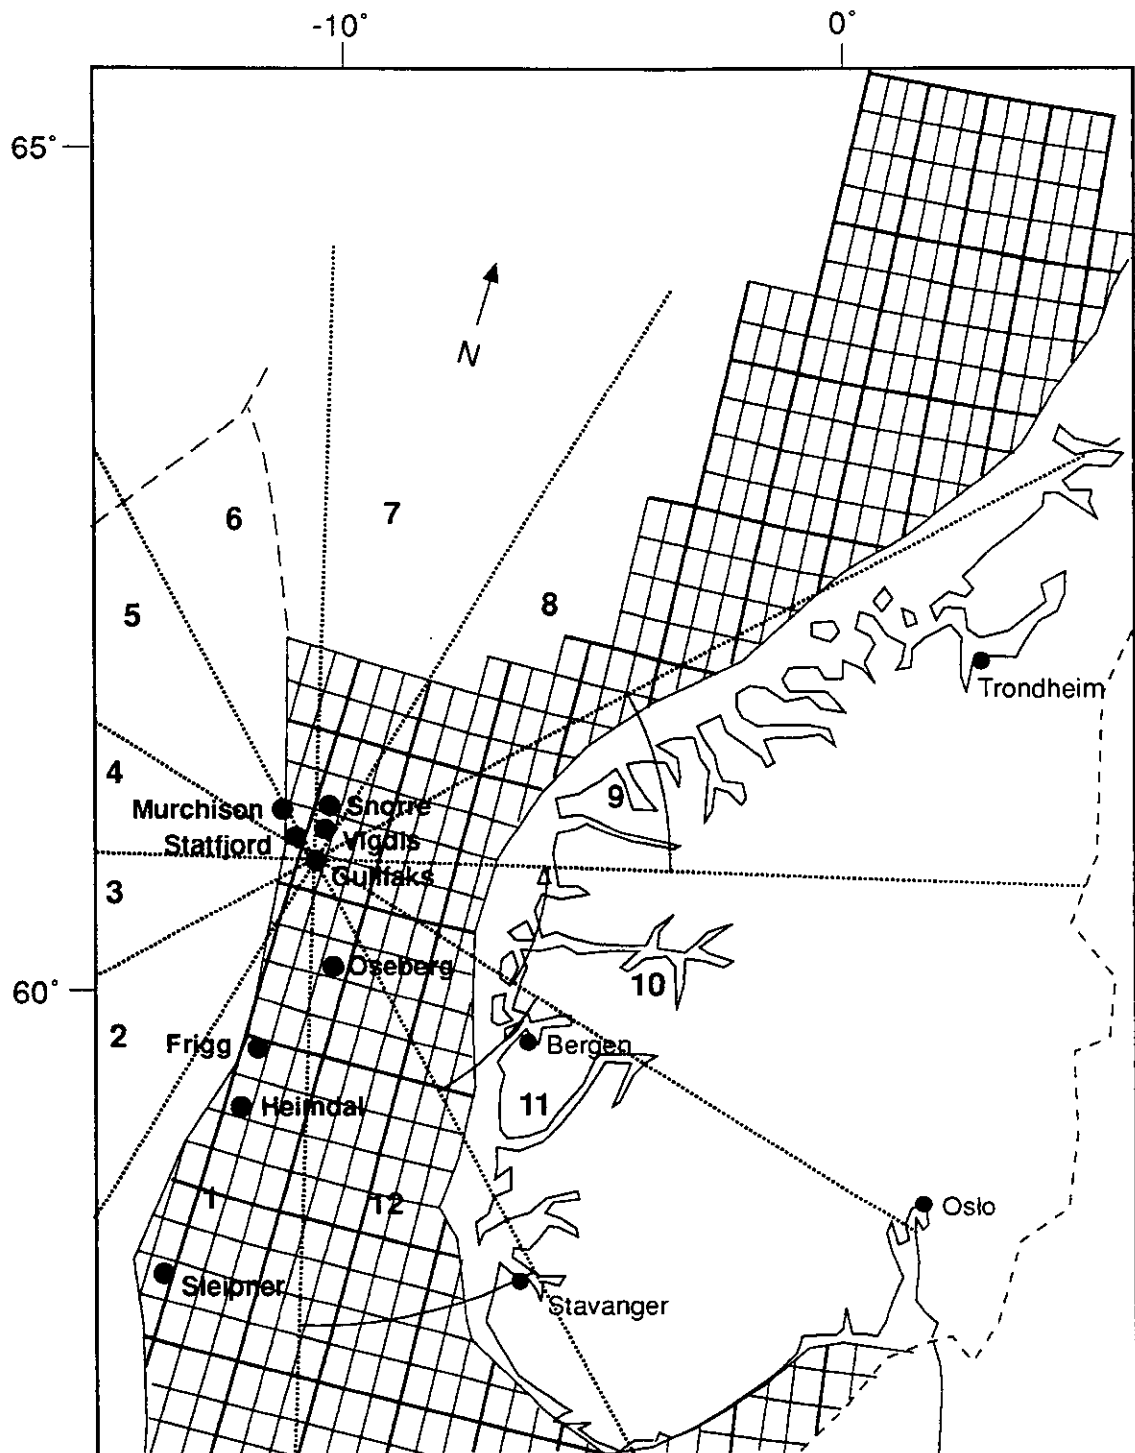 -10°
0°
65°
N
6
7
5
8
Trondheim
4
Murchison
Snorre
9
Statfjord
Vigdis
Gullfaks
3
Oseberg
10
60°
2
Frigg
Bergen
Heimdal
11
1
12
Oslo
Sleipner
Stavanger